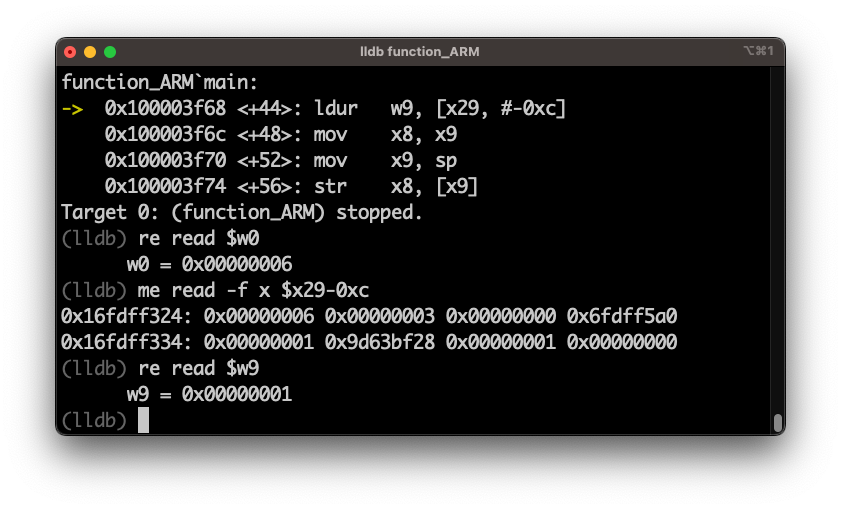 lldb function_ARM
⌥⌘1
function_ARM`main:
->  0x100003f68 <+44>: ldur   w9, [x29, #-0xc]
    0x100003f6c <+48>: mov    x8, x9
    0x100003f70 <+52>: mov    x9, sp
    0x100003f74 <+56>: str    x8, [x9]
Target 0: (function_ARM) stopped.
(lldb) re read $w0
      w0 = 0x00000006
(lldb) me read -f x $x29-0xc
0x16fdff324: 0x00000006 0x00000003 0x00000000 0x6fdff5a0
0x16fdff334: 0x00000001 0x9d63bf28 0x00000001 0x00000000
(lldb) re read $w9
      w9 = 0x00000001
(lldb)